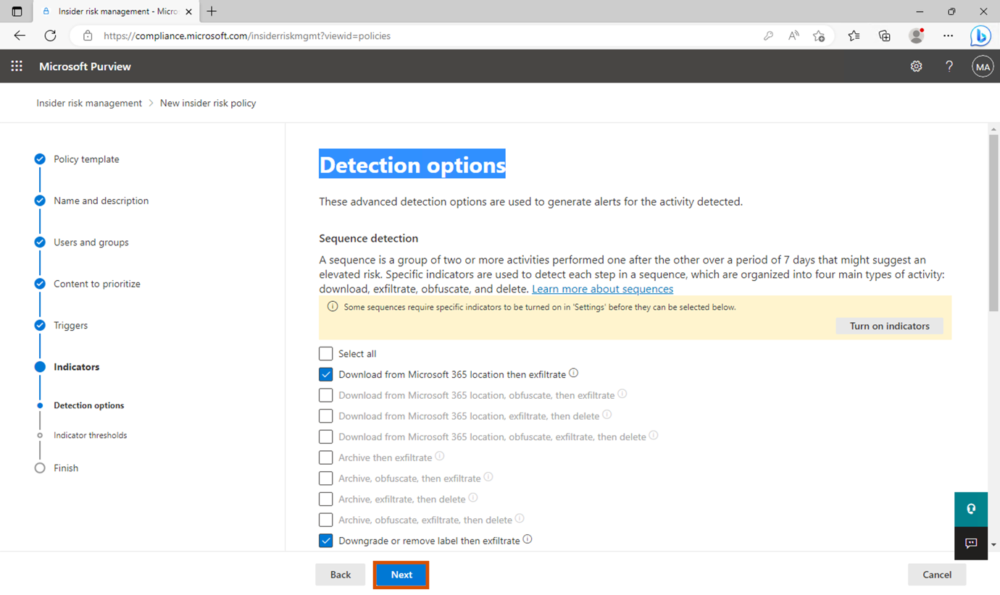 Insider risk management - Micro
https://compliance.microsoft.com/insiderriskmgmt?viewid=policies
Microsoft Purview
?
MA
Insider risk management > New insider risk policy
Policy template
Name and description
Users and groups
Content to prioritize
Triggers
Indicators
Detection options
Indicator thresholds
Finish
Detection options
These advanced detection options are used to generate alerts for the activity detected.
Sequence detection
A sequence is a group of two or more activities performed one after the other over a period of 7 days that might suggest an
elevated risk. Specific indicators are used to detect each step in a sequence, which are organized into four main types of activity:
download, exfiltrate, obfuscate, and delete. Learn more about sequences
Some sequences require specific indicators to be turned on in 'Settings' before they can be selected below.
Turn on indicators
Select all
Download from Microsoft 365 location then exfiltrate
Download from Microsoft 365 location, obfuscate, then exfiltrate
Download from Microsoft 365 location, exfiltrate, then delete
Download from Microsoft 365 location, obfuscate, exfiltrate, then delete
Archive then exfiltrate
Archive, obfuscate, then exfiltrate
Archive, exfiltrate, then delete
Archive, obfuscate, exfiltrate, then delete
Downgrade or remove label then exfiltrate
Back
Next
Cancel